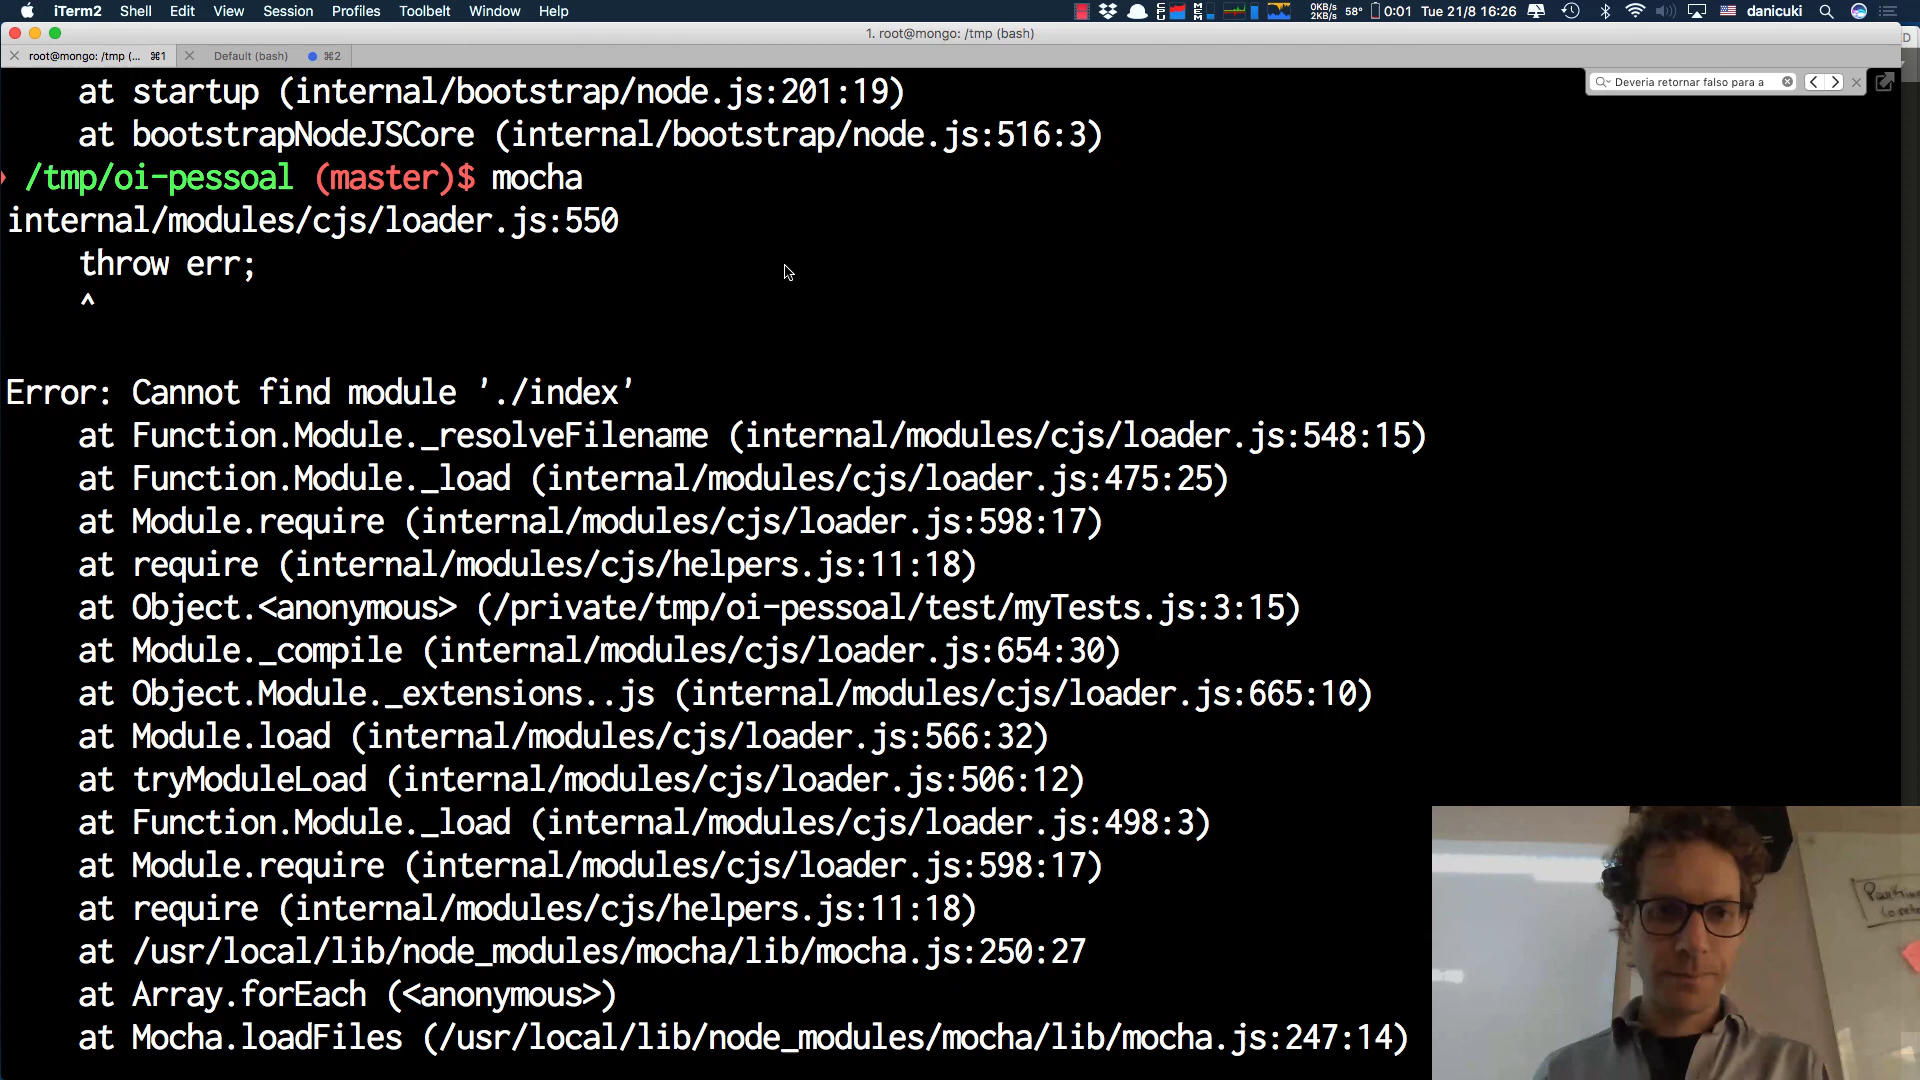 iTerm2 Shell Edit View Session Profiles Toolbelt Window Help 0KB/s 2KB/s 58° 0:01 Tue 21/8 16:26 danicuki
1. root@mongo: /tmp (bash)
root@mongo: /tmp (... ⌘1 Default (bash) ⌘2
Deveria retornar falso para a
at startup (internal/bootstrap/node.js:201:19)
at bootstrapNodeJSCore (internal/bootstrap/node.js:516:3)
/tmp/oi-pessoal (master)$ mocha
internal/modules/cjs/loader.js:550
throw err;
^
Error: Cannot find module './index'
at Function.Module._resolveFilename (internal/modules/cjs/loader.js:548:15)
at Function.Module._load (internal/modules/cjs/loader.js:475:25)
at Module.require (internal/modules/cjs/loader.js:598:17)
at require (internal/modules/cjs/helpers.js:11:18)
at Object.<anonymous> (/private/tmp/oi-pessoal/test/myTests.js:3:15)
at Module._compile (internal/modules/cjs/loader.js:654:30)
at Object.Module._extensions..js (internal/modules/cjs/loader.js:665:10)
at Module.load (internal/modules/cjs/loader.js:566:32)
at tryModuleLoad (internal/modules/cjs/loader.js:506:12)
at Function.Module._load (internal/modules/cjs/loader.js:498:3)
at Module.require (internal/modules/cjs/loader.js:598:17)
at require (internal/modules/cjs/helpers.js:11:18)
at /usr/local/lib/node_modules/mocha/lib/mocha.js:250:27
at Array.forEach (<anonymous>)
at Mocha.loadFiles (/usr/local/lib/node_modules/mocha/lib/mocha.js:247:14)